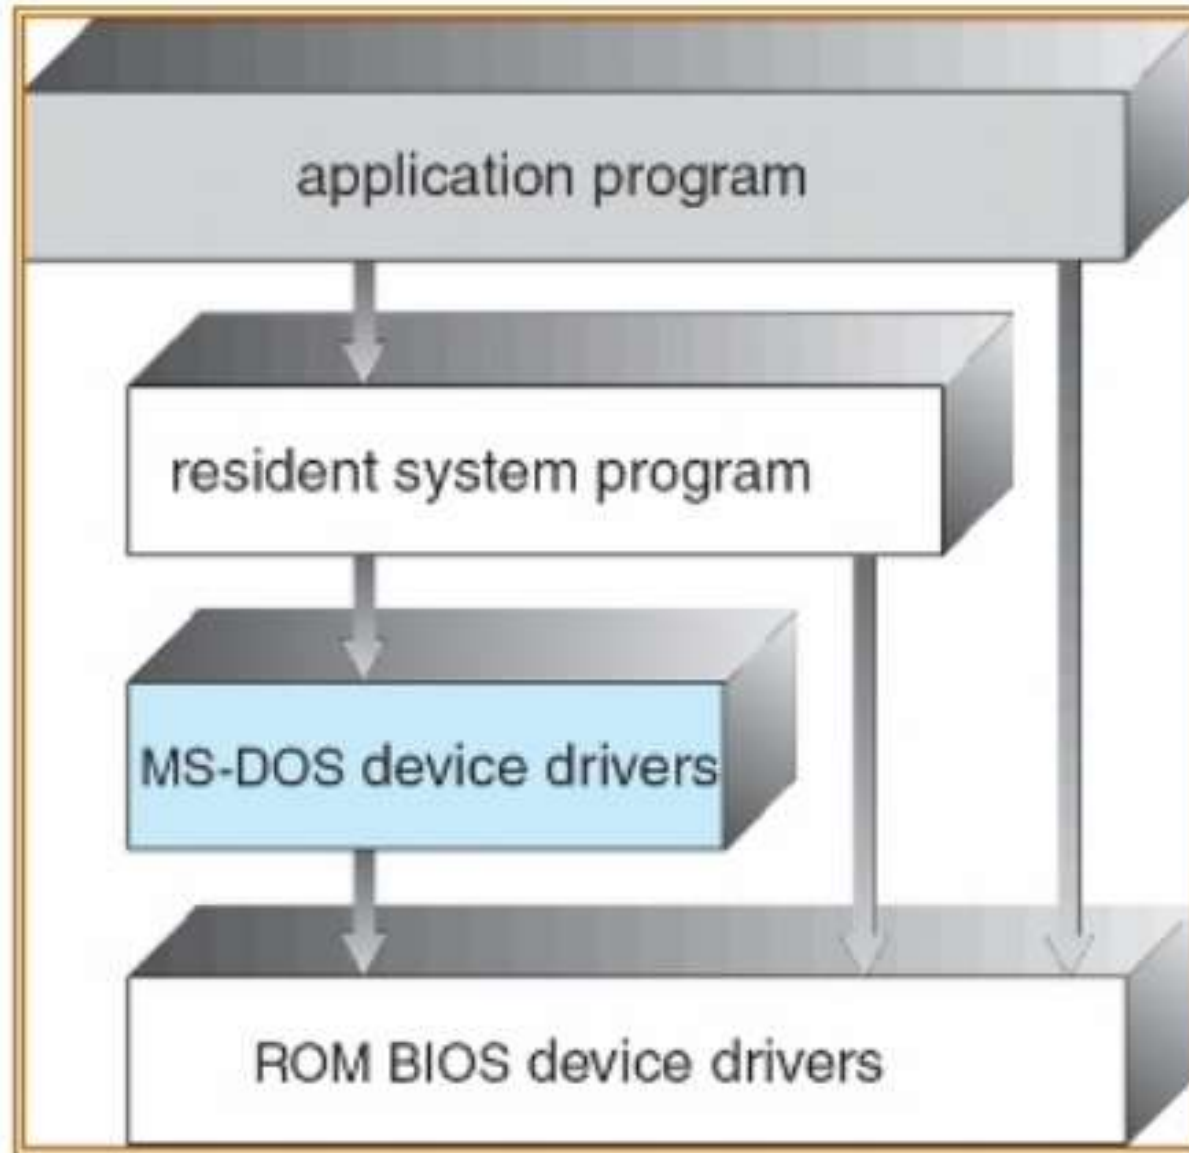 application program
resident system program
MS-DOS device drivers
ROM BIOS device drivers